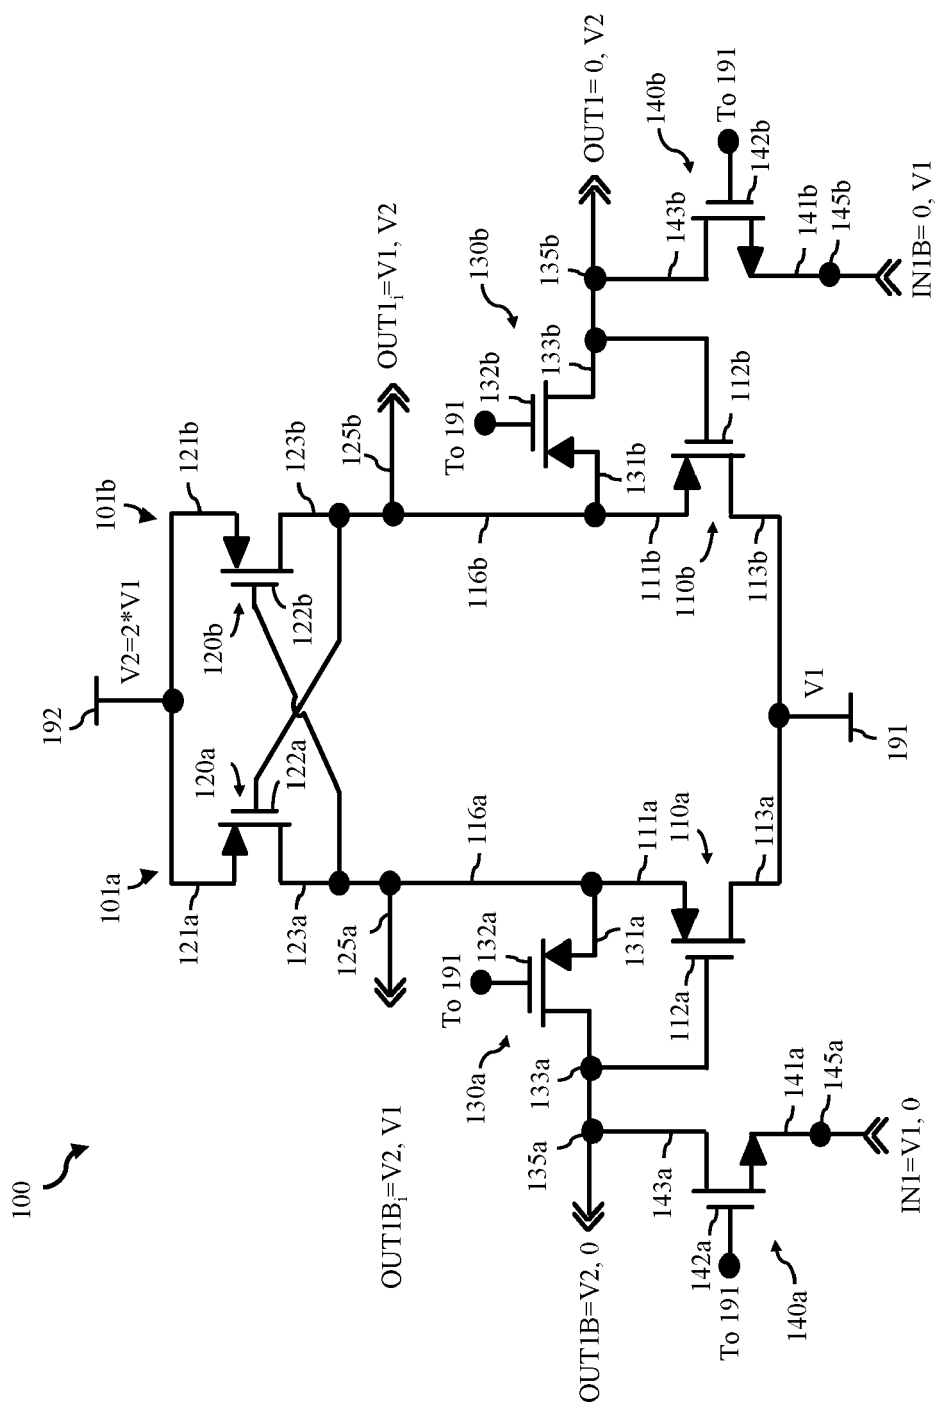 100
192
V2=2*V1
101a
101b
121a
120a
122a
123a
120b
122b
121b
123b
125a
125b
OUT1Bi=V2, V1
OUT1i=V1, V2
116a
116b
To 191
132a
131a
130a
133a
135a
OUT1B=V2, 0
To 191
132b
131b
130b
133b
135b
OUT1= 0, V2
111a
110a
112a
113a
111b
110b
112b
113b
V1
191
143a
142a
To 191
140a
141a
145a
IN1=V1, 0
143b
140b
To 191
142b
141b
145b
IN1B= 0, V1